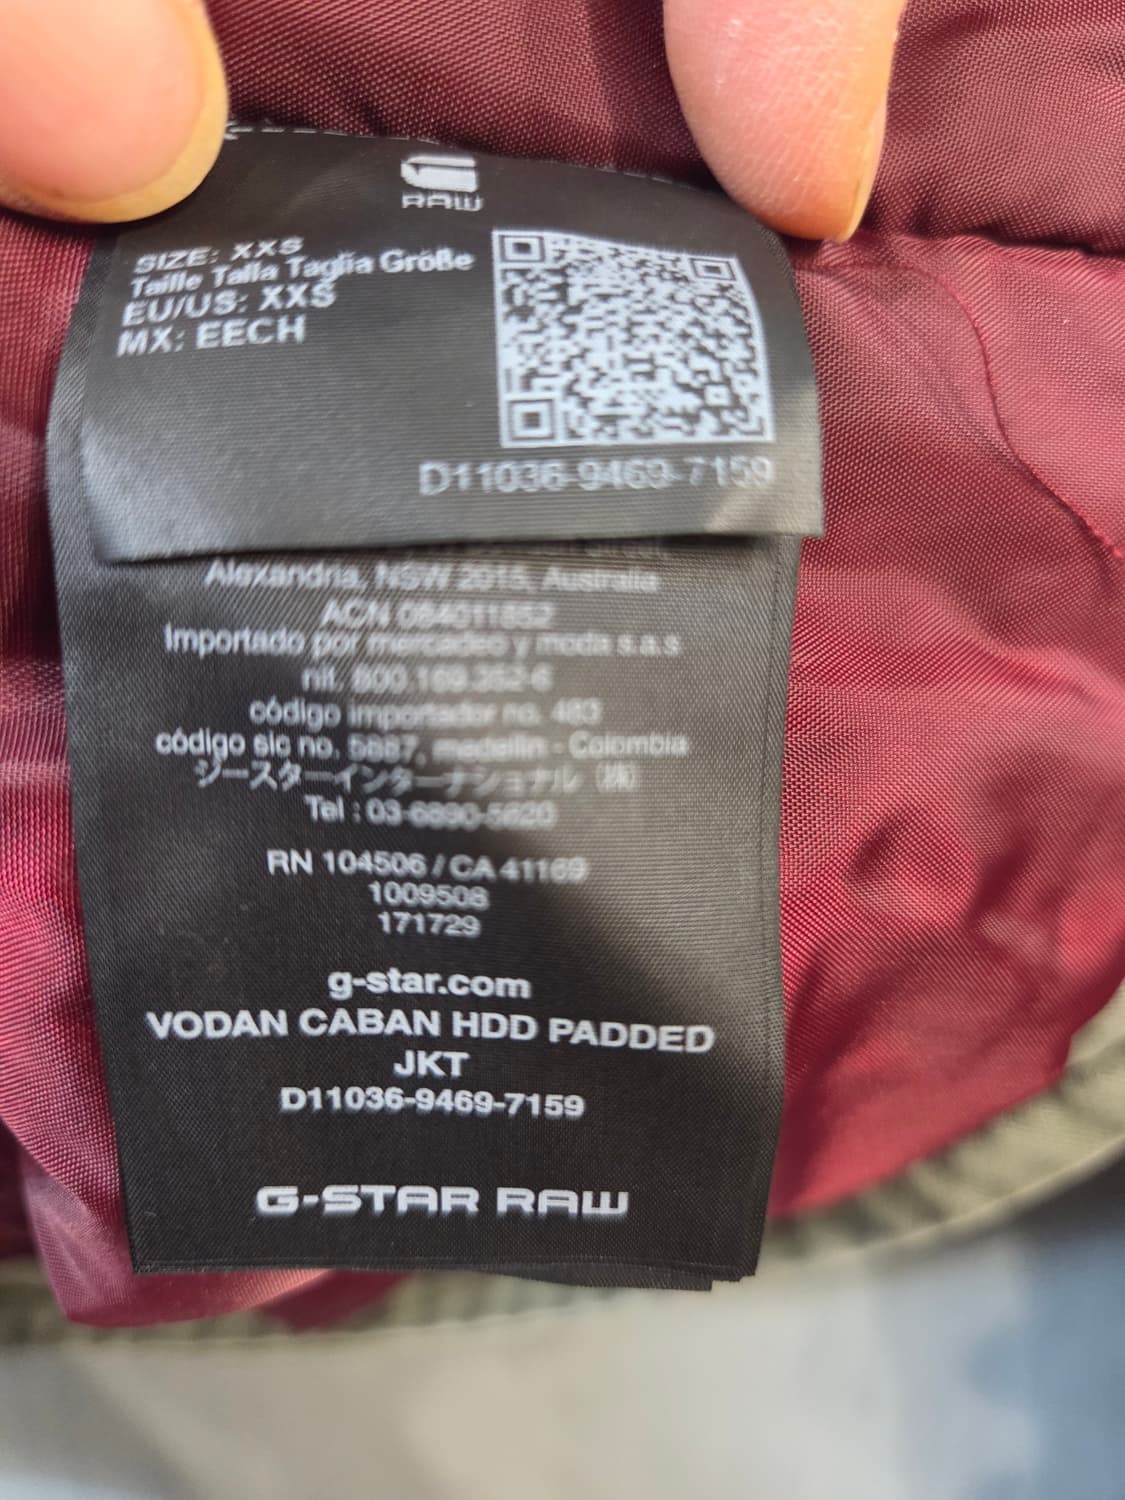 RAW
SIZE: XXS
Taille Talla Taglia Größe
EU/US: XXS
MX: EECH
D11036-9469-7159
Alexandria, NSW 2015, Australia
ACN 084011852
Importado por mercadeo y moda s.a.s
nit. 800.169.352-6
código importador no. 463
código sic no. 5887, medellin - Colombia
ジースターインターナショナル（株）
Tel : 03-6890-5620
RN 104506 / CA 41169
1009508
171729
g-star.com
VODAN CABAN HDD PADDED
JKT
D11036-9469-7159
G-STAR RAW